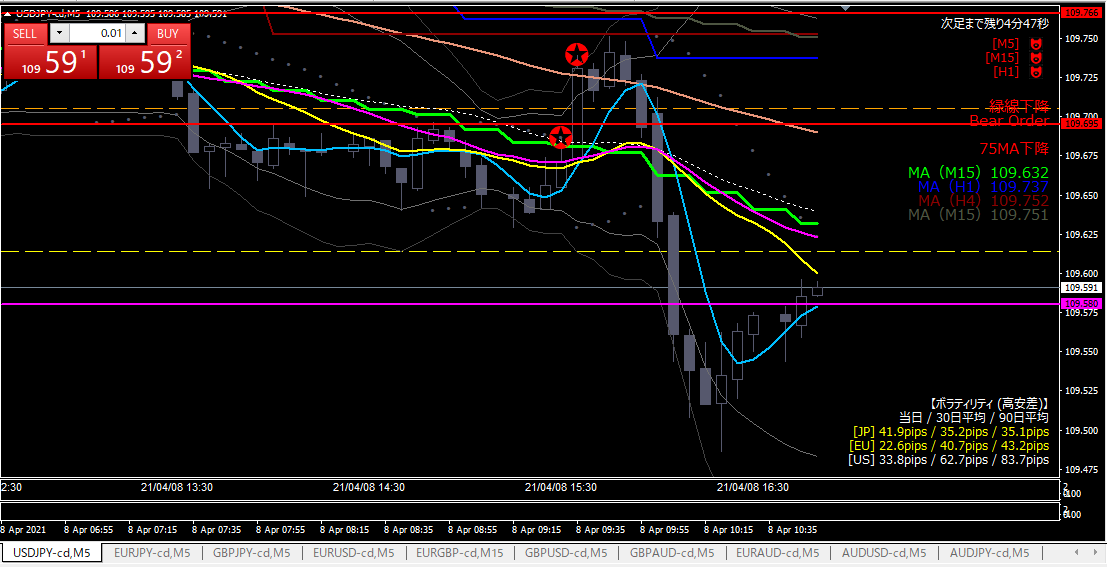 USDJPY-cd,M5 109.586 109.595 109.585 109.591
SELL 0.01 BUY
109 59 1 109 59 2
次足まで残り4分47秒
[M5]
[M15]
[H1]
緑線下降
Bear Order
75MA下降
MA (M15) 109.632
MA (H1) 109.737
MA (H4) 109.752
MA (M15) 109.751
【ボラティリティ (高安差)】
当日 / 30日平均 / 90日平均
[JP] 41.9pips / 35.2pips / 35.1pips
[EU] 22.6pips / 40.7pips / 43.2pips
[US] 33.8pips / 62.7pips / 83.7pips
109.766
109.750
109.725
109.700
109.695
109.675
109.650
109.625
109.600
109.591
109.580
109.575
109.550
109.525
109.500
109.475
2:30 21/04/08 13:30 21/04/08 14:30 21/04/08 15:30 21/04/08 16:30
8 Apr 2021 8 Apr 06:55 8 Apr 07:15 8 Apr 07:35 8 Apr 07:55 8 Apr 08:15 8 Apr 08:35 8 Apr 08:55 8 Apr 09:15 8 Apr 09:35 8 Apr 09:55 8 Apr 10:15 8 Apr 10:35
USDJPY-cd,M5 EURJPY-cd,M5 GBPJPY-cd,M5 EURUSD-cd,M5 EURGBP-cd,M15 GBPUSD-cd,M5 GBPAUD-cd,M5 EURAUD-cd,M5 AUDUSD-cd,M5 AUDJPY-cd,M5